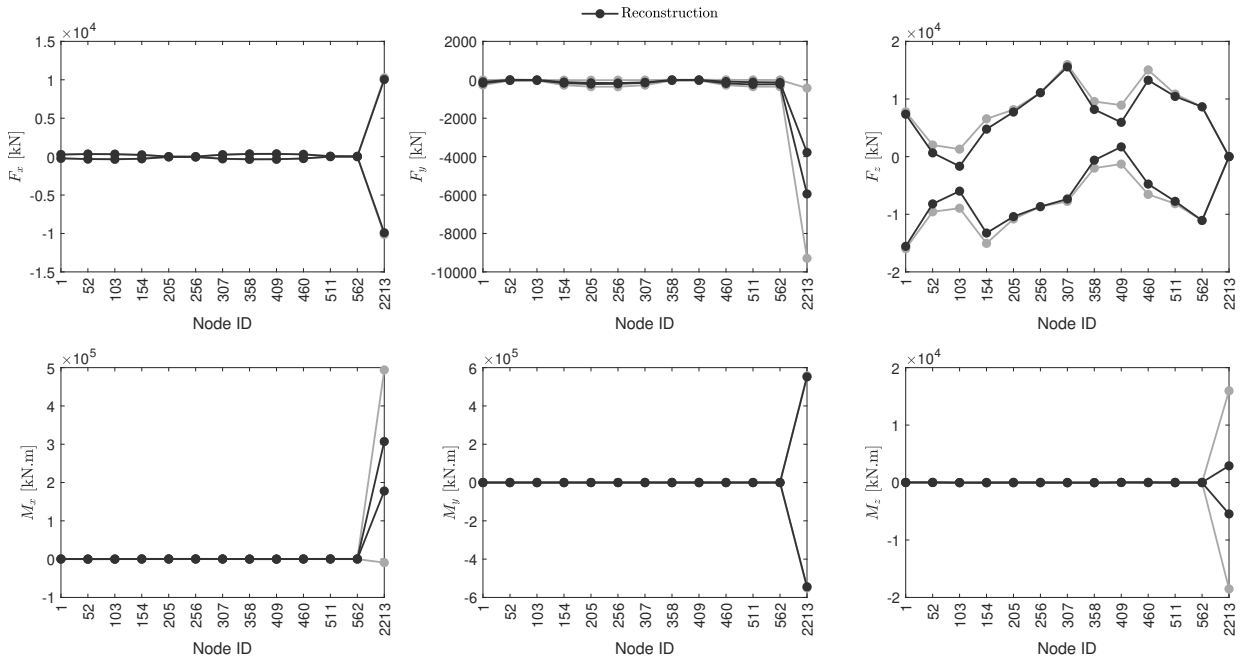 Reconstruction
×10^4
1.5
1
0.5
0
-0.5
-1
-1.5
F_x [kN]
1 52 103 154 205 256 307 358 409 460 511 562 2213
Node ID
2000
0
-2000
-4000
-6000
-8000
-10000
F_y [kN]
1 52 103 154 205 256 307 358 409 460 511 562 2213
Node ID
×10^4
2
1
0
-1
-2
F_z [kN]
1 52 103 154 205 256 307 358 409 460 511 562 2213
Node ID
×10^5
5
4
3
2
1
0
-1
M_x [kN.m]
1 52 103 154 205 256 307 358 409 460 511 562 2213
Node ID
×10^5
6
4
2
0
-2
-4
-6
M_y [kN.m]
1 52 103 154 205 256 307 358 409 460 511 562 2213
Node ID
×10^4
2
1
0
-1
-2
M_z [kN.m]
1 52 103 154 205 256 307 358 409 460 511 562 2213
Node ID